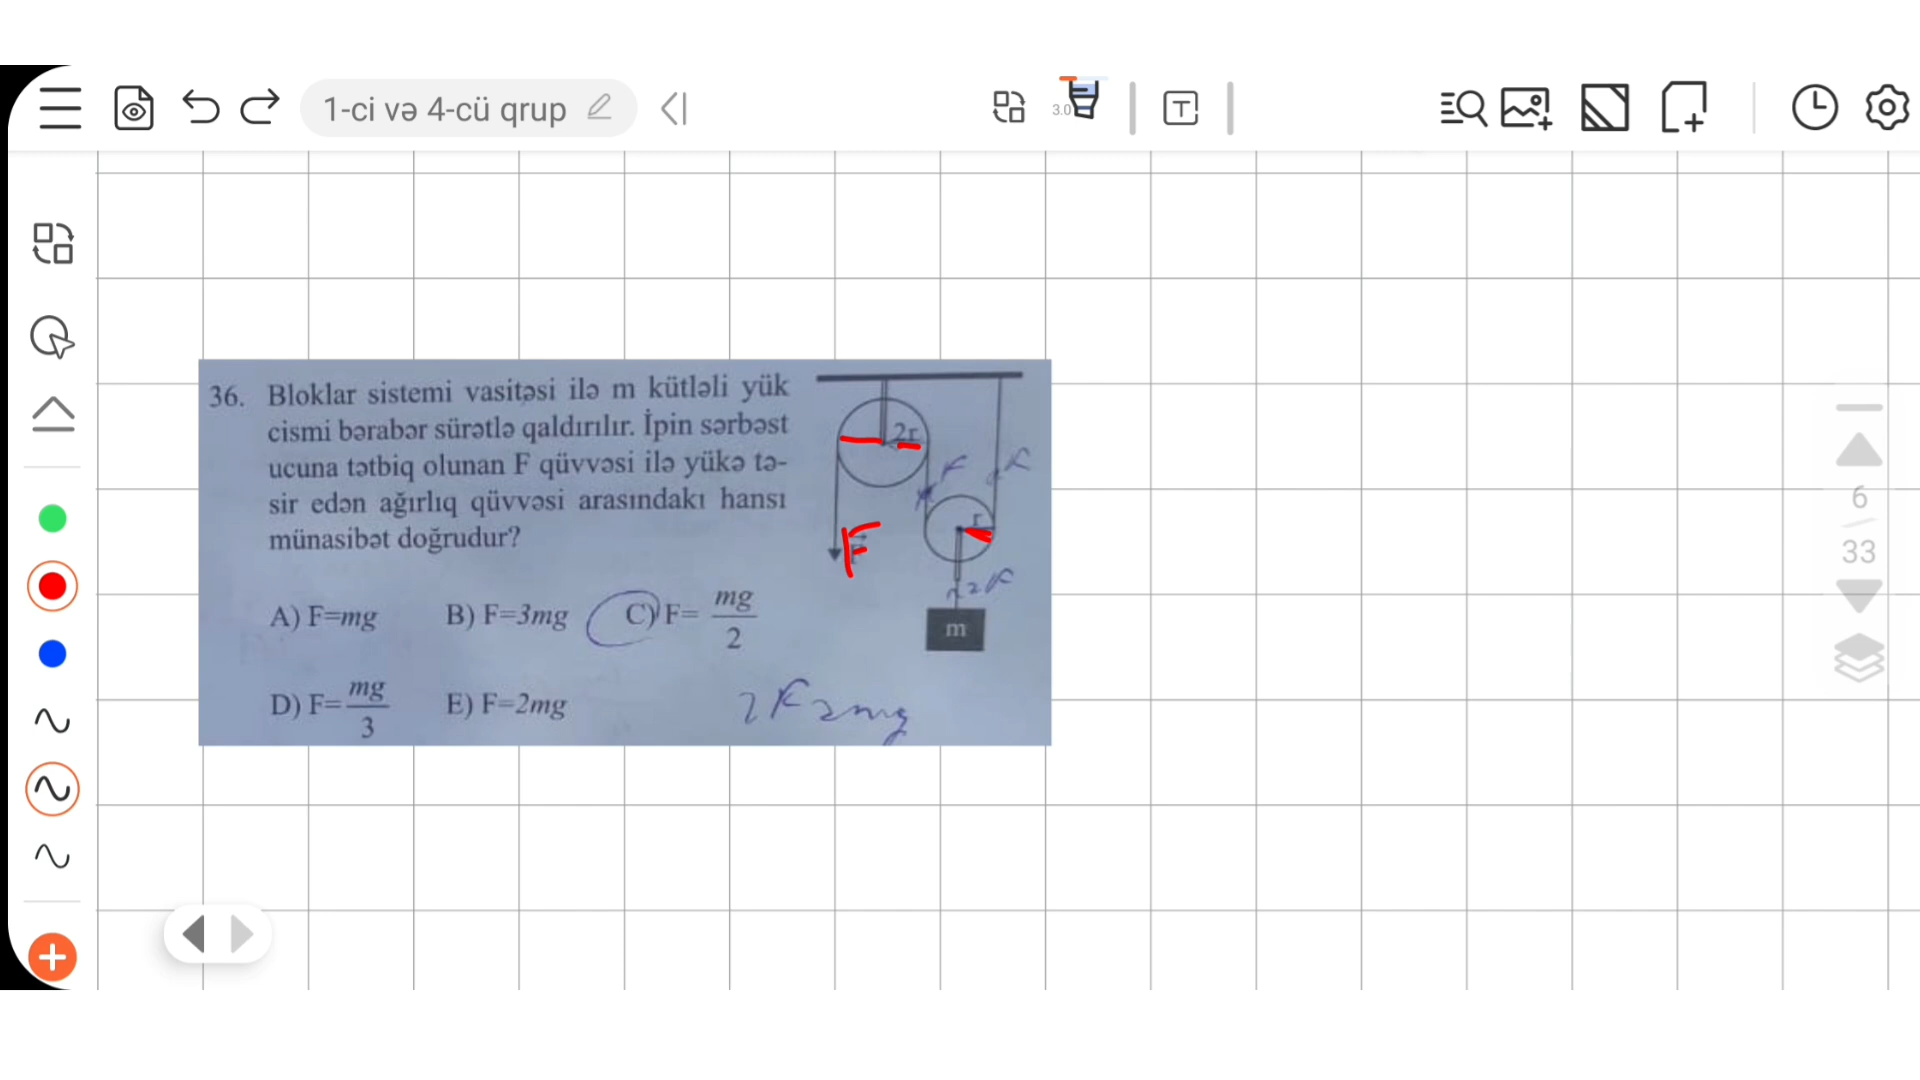 1-ci və 4-cü qrup
3.0
T
36. Bloklar sistemi vasitəsi ilə m kütləli yük
cismi bərabər sürətlə qaldırılır. İpin sərbəst
ucuna tətbiq olunan F qüvvəsi ilə yükə tə-
sir edən ağırlıq qüvvəsi arasındakı hansı
münasibət doğrudur?
A) F=mg B) F=3mg C) F= mg/2
D) F= mg/3 E) F=2mg
2r
F
F
r
F
2F
m
2F=mg
6
33